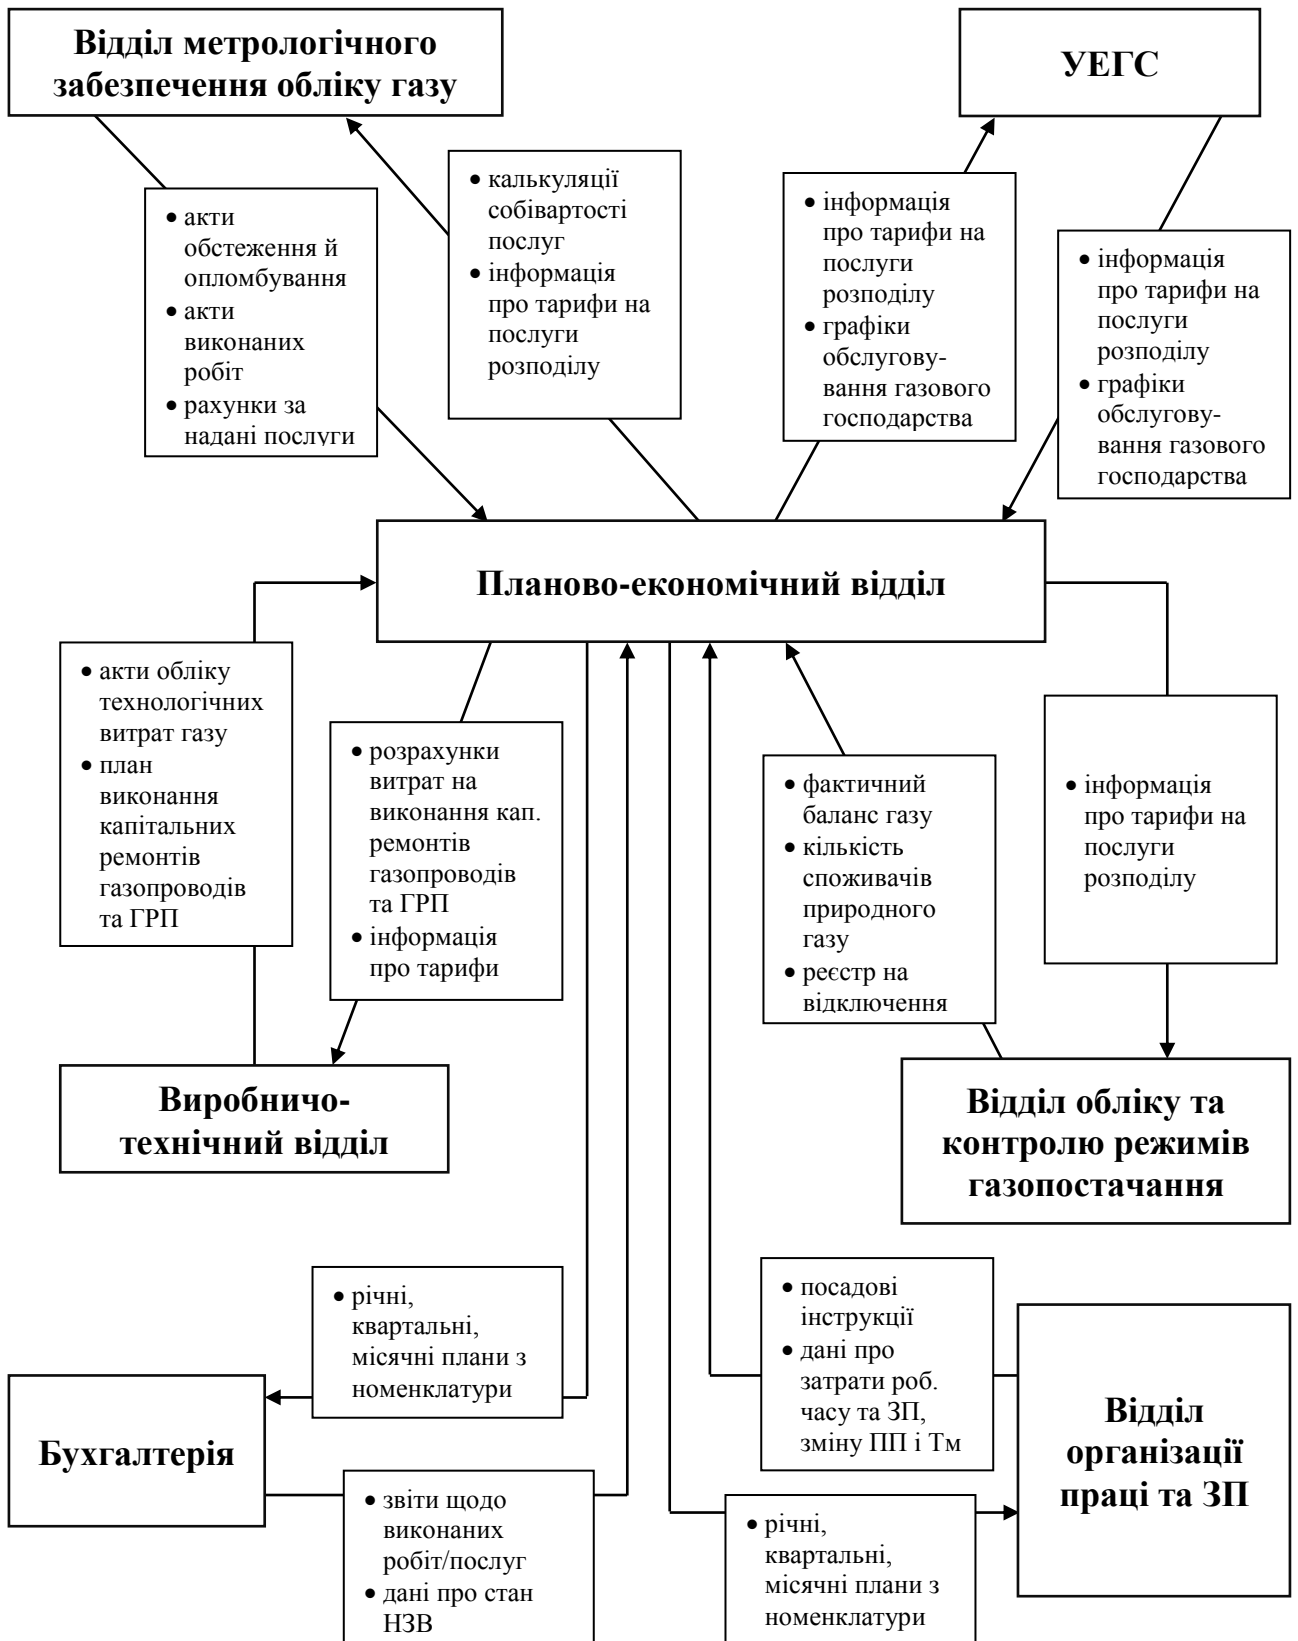 Відділ метрологічного
забезпечення обліку газу
УЕГС
• акти
обстеження й
опломбування
• акти
виконаних
робіт
• рахунки за
надані послуги
• калькуляції
собівартості
послуг
• інформація
про тарифи на
послуги
розподілу
• інформація
про тарифи на
послуги
розподілу
• графіки
обслугову-
вання газового
господарства
• інформація
про тарифи на
послуги
розподілу
• графіки
обслугову-
вання газового
господарства
Планово-економічний відділ
• акти обліку
технологічних
витрат газу
• план
виконання
капітальних
ремонтів
газопроводів
та ГРП
• розрахунки
витрат на
виконання кап.
ремонтів
газопроводів
та ГРП
• інформація
про тарифи
• фактичний
баланс газу
• кількість
споживачів
природного
газу
• реєстр на
відключення
• інформація
про тарифи на
послуги
розподілу
Виробничо-
технічний відділ
Відділ обліку та
контролю режимів
газопостачання
• річні,
квартальні,
місячні плани з
номенклатури
• посадові
інструкції
• дані про
затрати роб.
часу та ЗП,
зміну ПП і Тм
Бухгалтерія
Відділ
організації
праці та ЗП
• звіти щодо
виконаних
робіт/послуг
• дані про стан
НЗВ
• річні,
квартальні,
місячні плани з
номенклатури